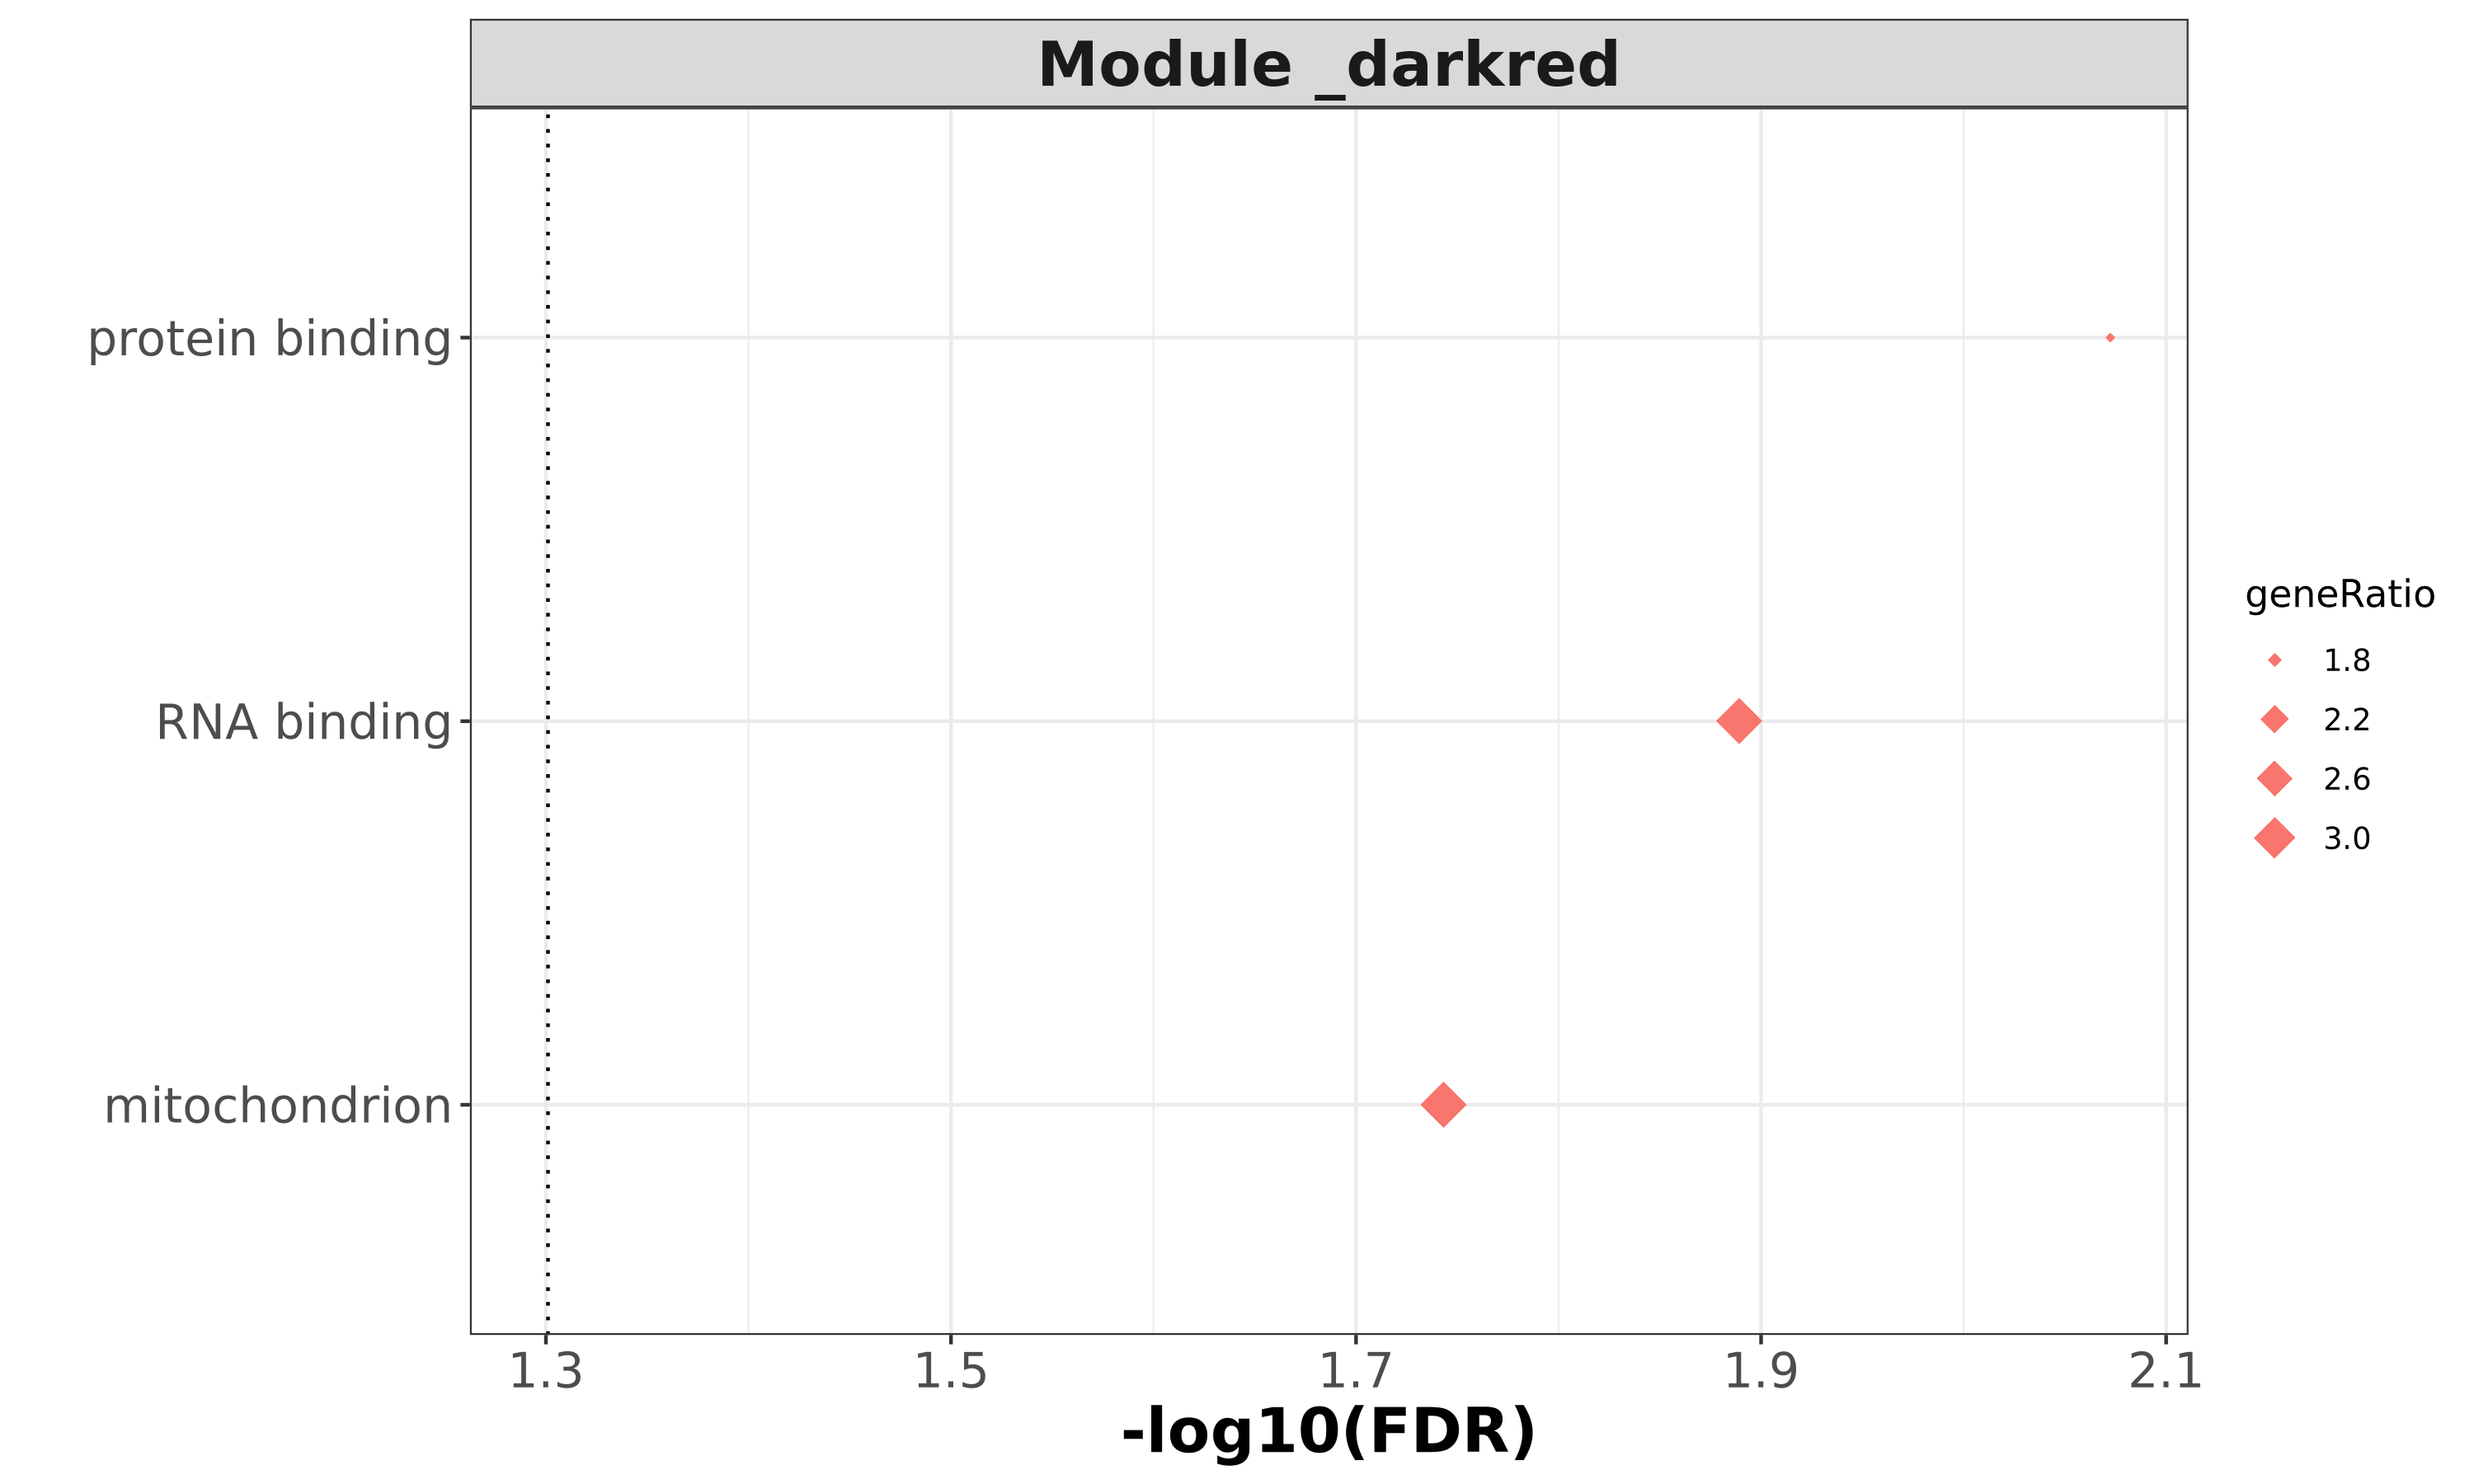 Module _darkred
protein binding
RNA binding
mitochondrion
1.3 1.5 1.7 1.9 2.1
-log10(FDR)
geneRatio
1.8
2.2
2.6
3.0